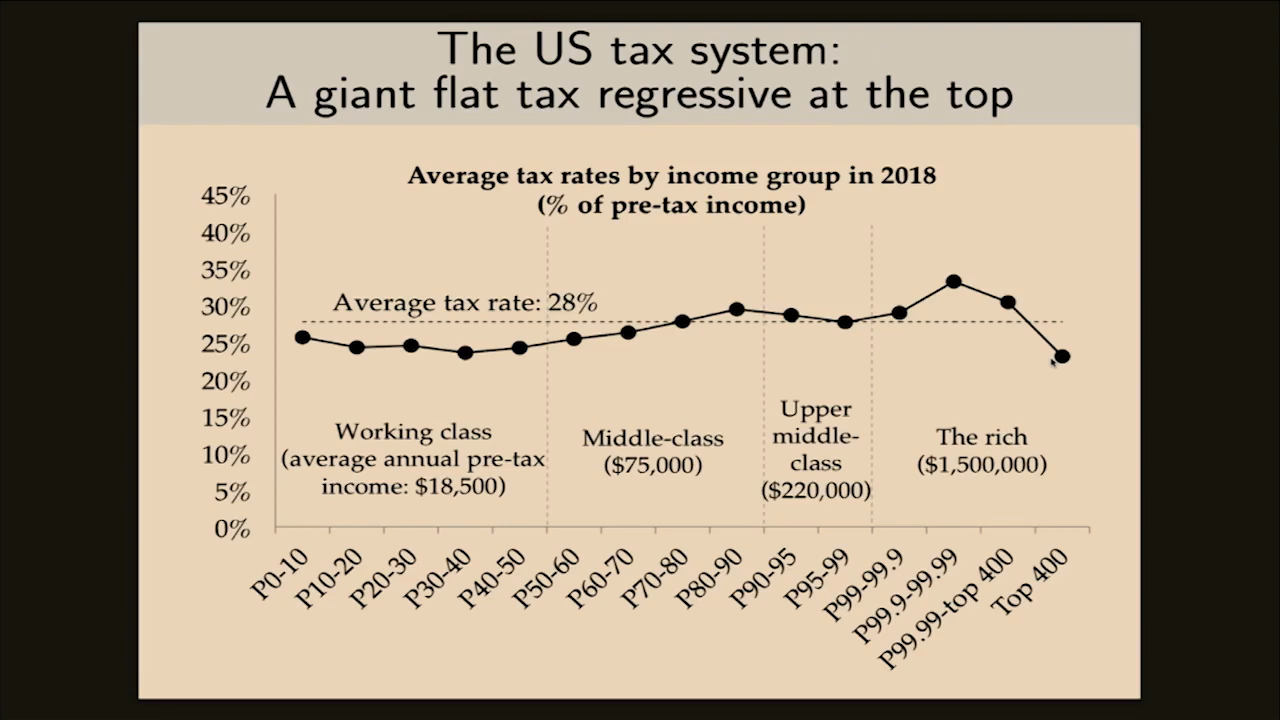 The US tax system:
A giant flat tax regressive at the top
Average tax rates by income group in 2018
(% of pre-tax income)
45%
40%
35%
30%
25%
20%
15%
10%
5%
0%
Average tax rate: 28%
Working class
(average annual pre-tax
income: $18,500)
Middle-class
($75,000)
Upper
middle-
class
($220,000)
The rich
($1,500,000)
P0-10
P10-20
P20-30
P30-40
P40-50
P50-60
P60-70
P70-80
P80-90
P90-95
P95-99
P99-99.9
P99.9-99.99
P99.99-top 400
Top 400